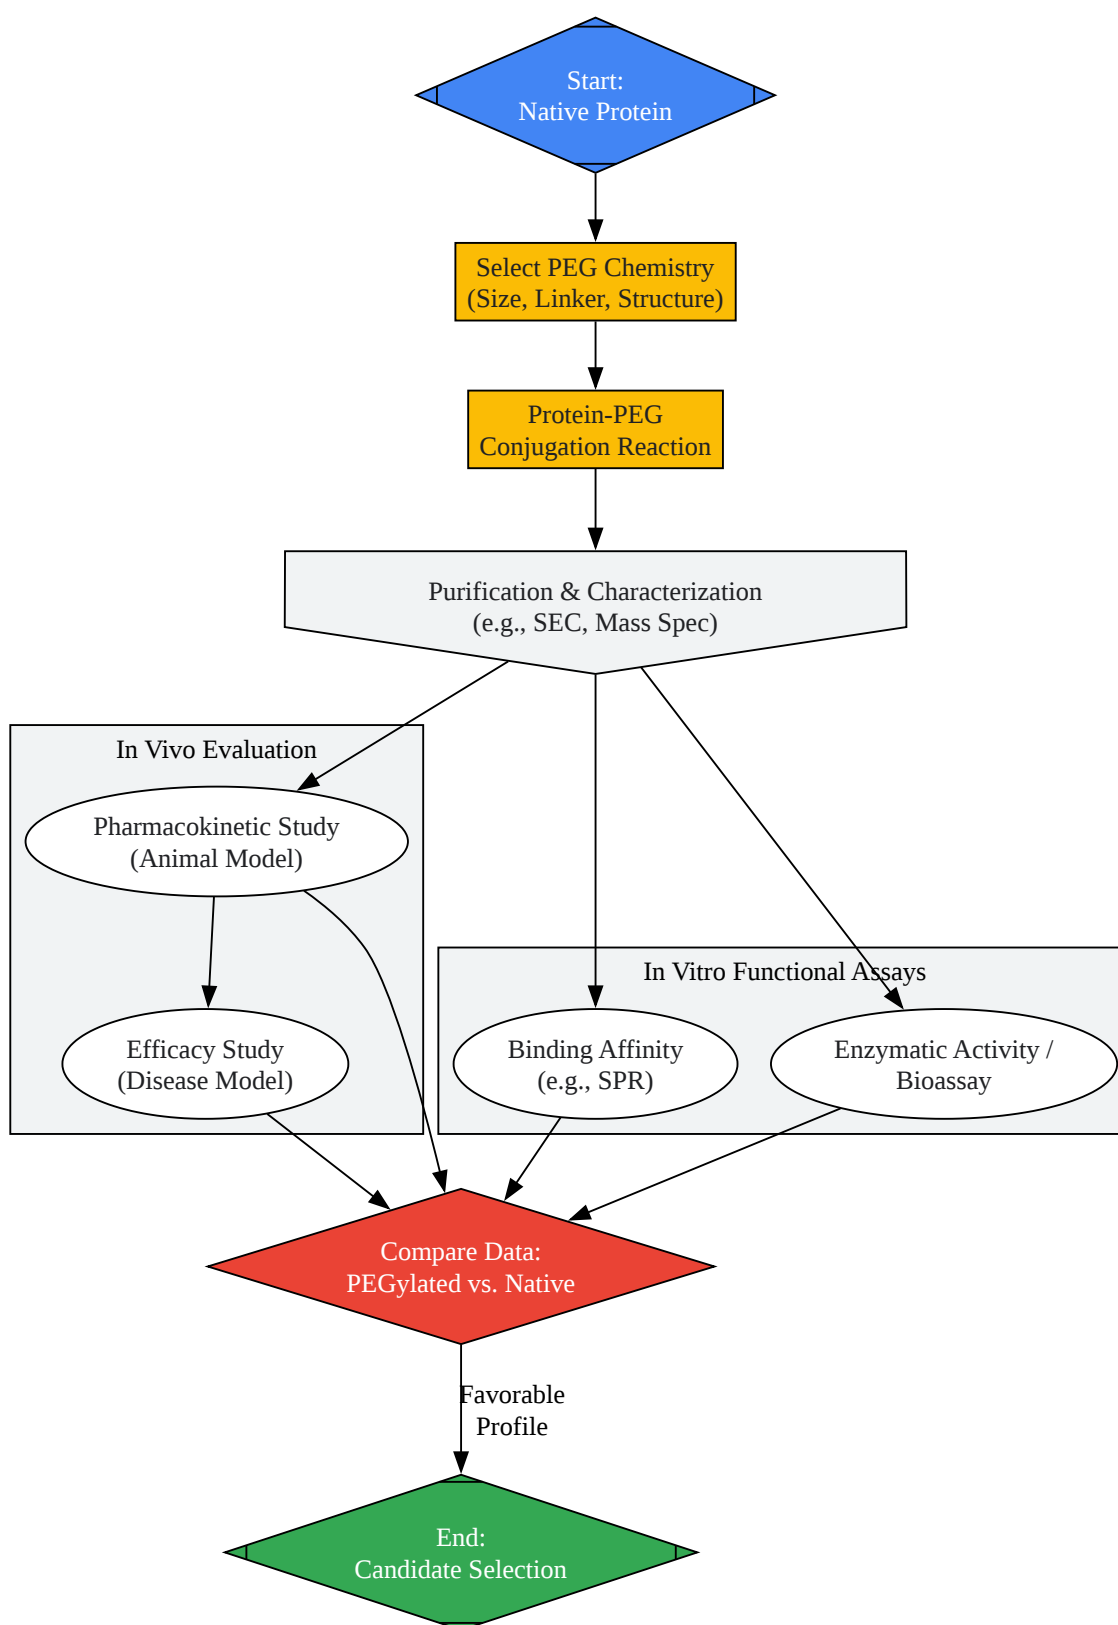 Start:
Native Protein
Select PEG Chemistry
(Size, Linker, Structure)
Protein-PEG
Conjugation Reaction
Purification & Characterization
(e.g., SEC, Mass Spec)
In Vivo Evaluation
Pharmacokinetic Study
(Animal Model)
Efficacy Study
(Disease Model)
In Vitro Functional Assays
Binding Affinity
(e.g., SPR)
Enzymatic Activity /
Bioassay
Compare Data:
PEGylated vs. Native
Favorable
Profile
End:
Candidate Selection